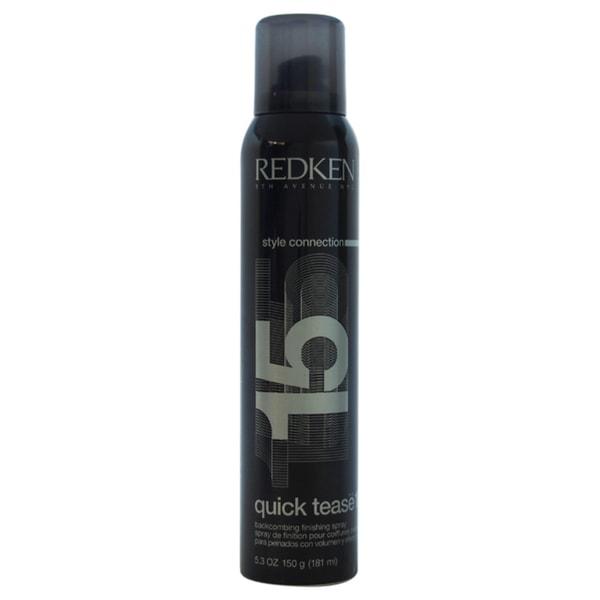 REDKEN
5TH AVENUE NYC
style connection
15
quick tease
backcombing finishing spray
spray de finition pour coiffures
para peinados con volumen y
5.3 OZ 150 g (181 ml)